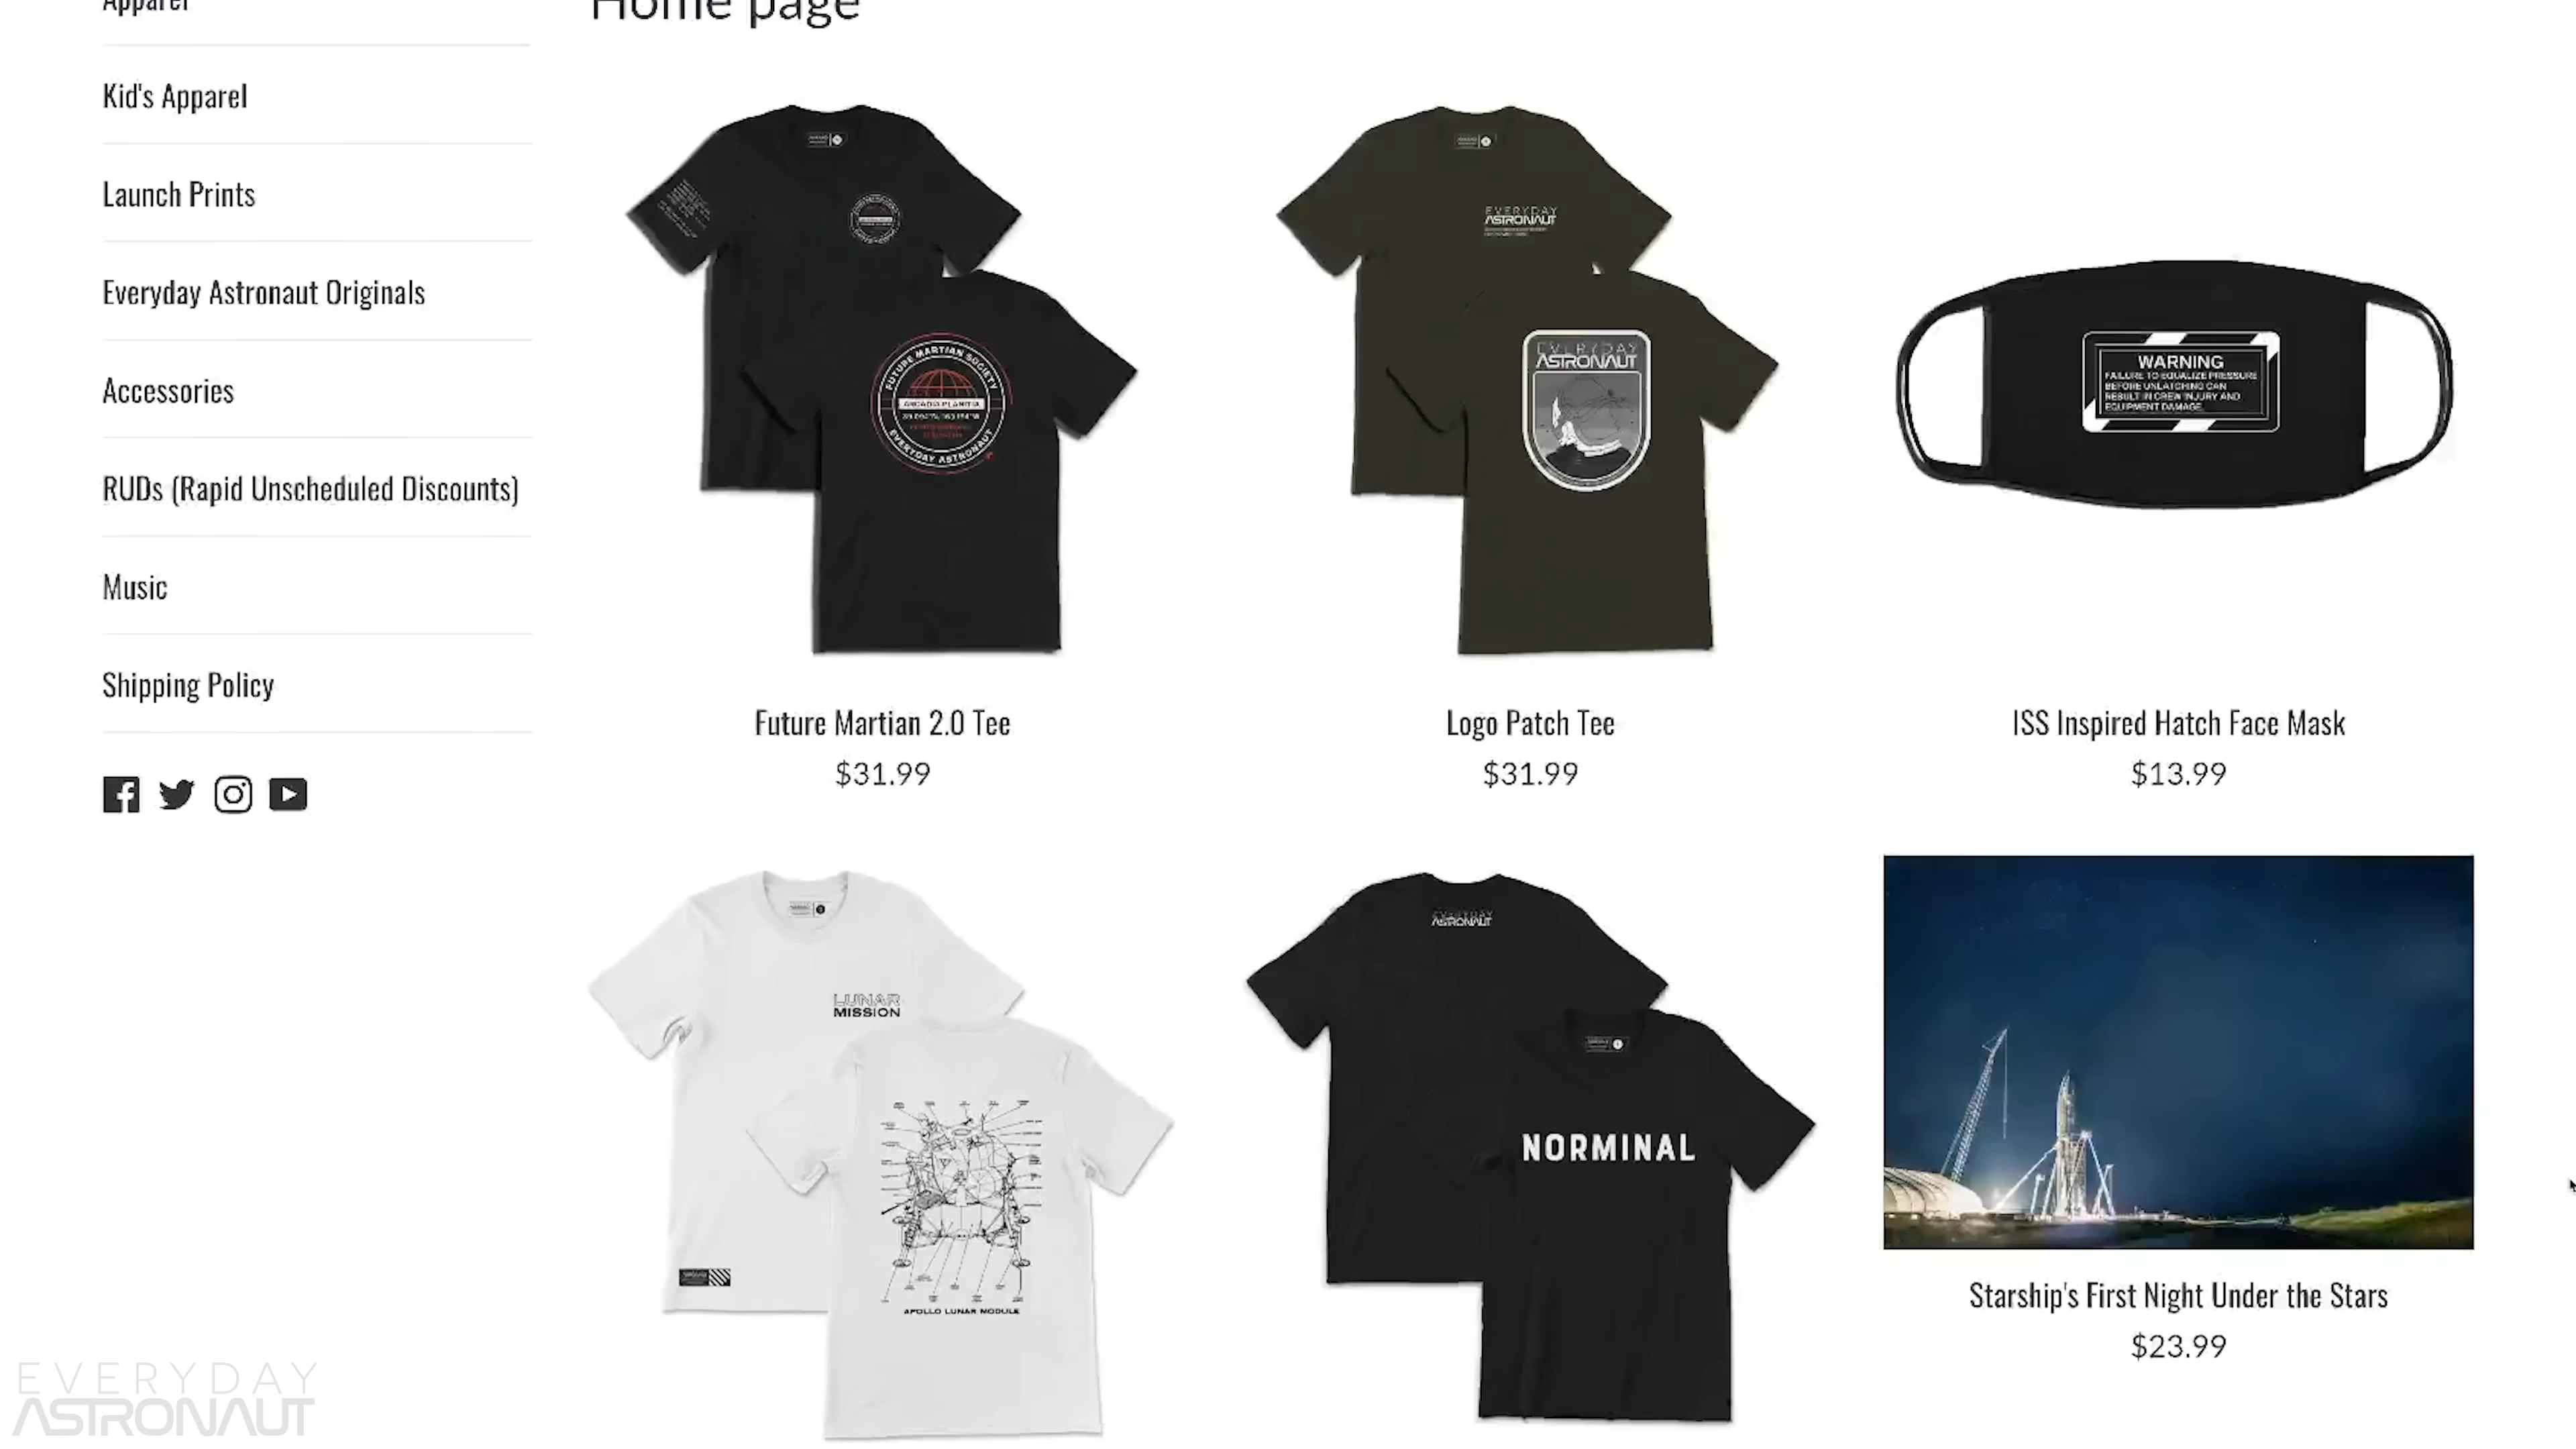 Apparel
Home page
Kid's Apparel
Launch Prints
Everyday Astronaut Originals
Accessories
RUDs (Rapid Unscheduled Discounts)
Music
Shipping Policy
EVERYDAY
ASTRONAUT
FUTURE MARTIAN SOCIETY
ARCADIA PLANITIA
EVERYDAY ASTRONAUT
EVERYDAY
ASTRONAUT
WARNING
FAILURE TO EQUALIZE PRESSURE
BEFORE UNLATCHING CAN
RESULT IN CREW INJURY AND
EQUIPMENT DAMAGE.
Future Martian 2.0 Tee
$31.99
Logo Patch Tee
$31.99
ISS Inspired Hatch Face Mask
$13.99
LUNAR
MISSION
APOLLO LUNAR MODULE
EVERYDAY
ASTRONAUT
NORMINAL
Starship's First Night Under the Stars
$23.99
EVERYDAY
ASTRONAUT